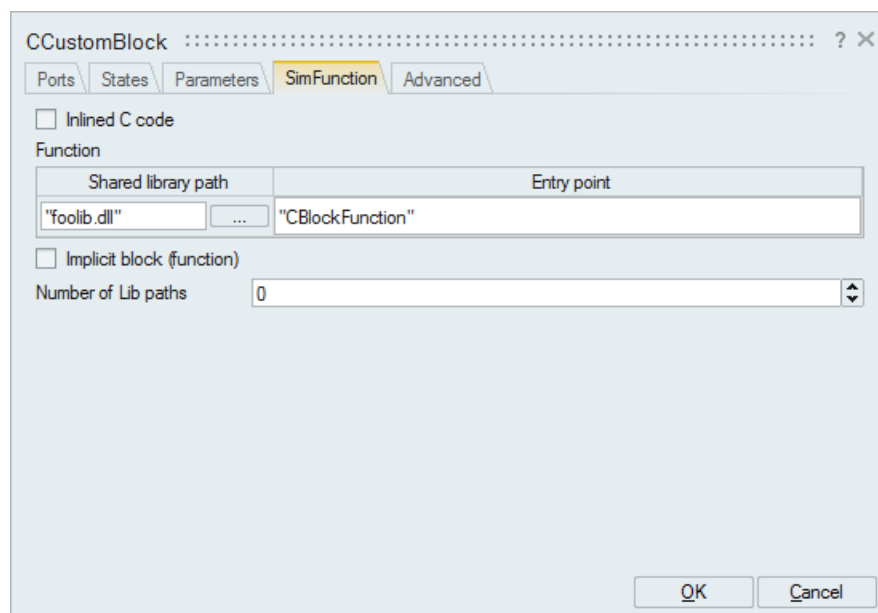 CCustomBlock ? ×
Ports States Parameters SimFunction Advanced
Inlined C code
Function
Shared library path Entry point
"foolib.dll" ... "CBlockFunction"
Implicit block (function)
Number of Lib paths 0
OK Cancel